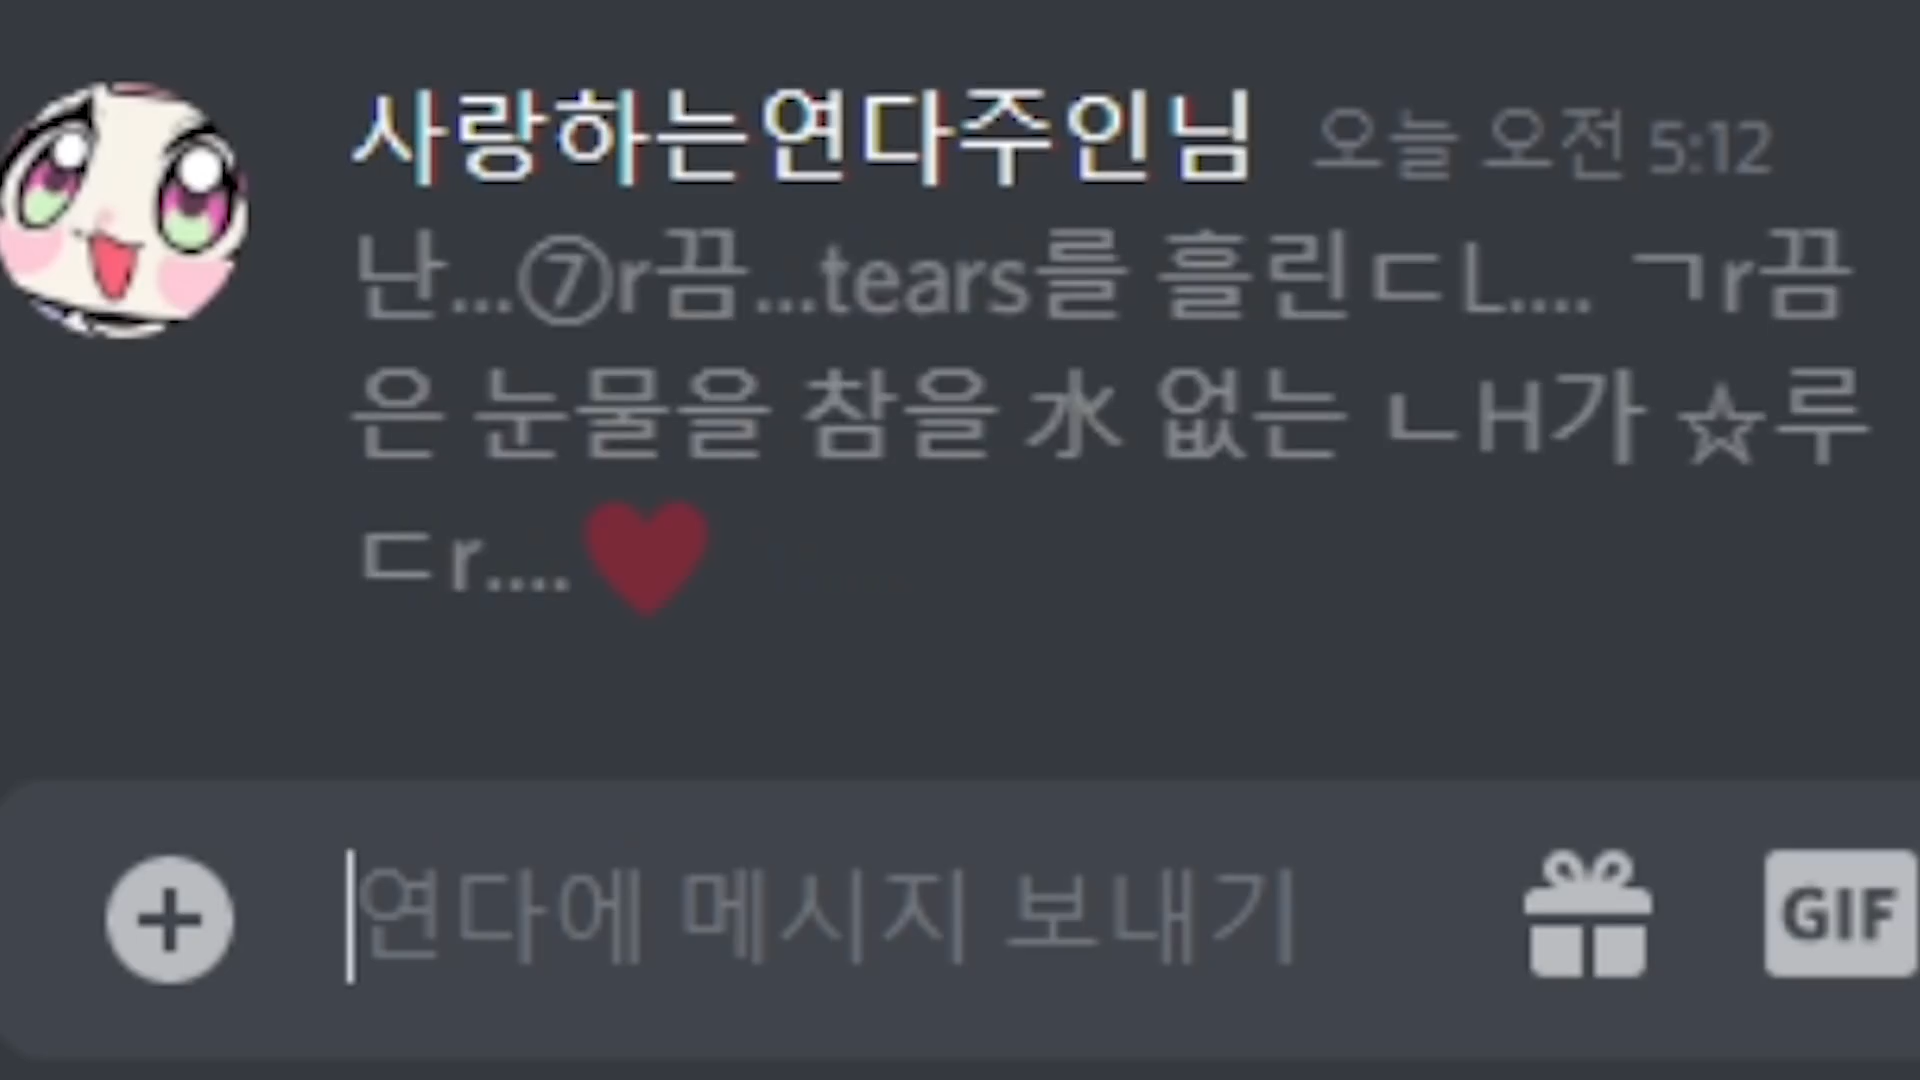 사랑하는연다주인님 오늘 오전 5:12
난...⑦r끔...tears를 흘린ㄷL.... ㄱr끔
은 눈물을 참을 水 없는 ㄴH가 ☆루
ㄷr....♥
연다에 메시지 보내기
GIF